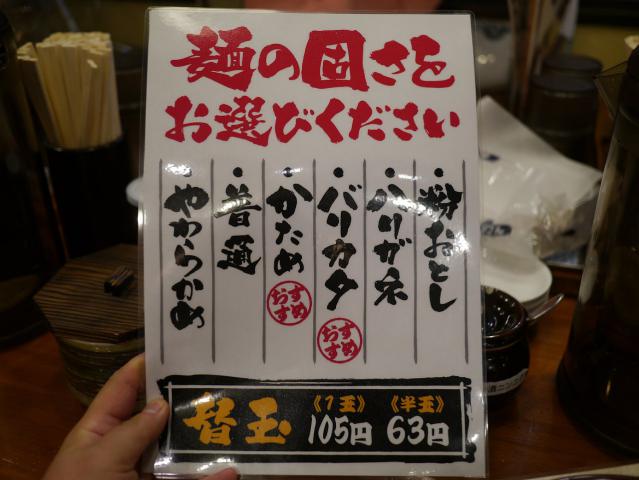 麺の固さを
お選びください
・粉おとし
・ハリガネ
・バリカタ
おすすめ
・かため
おすすめ
・普通
・やわらかめ
替玉
《1玉》
105円
《半玉》
63円